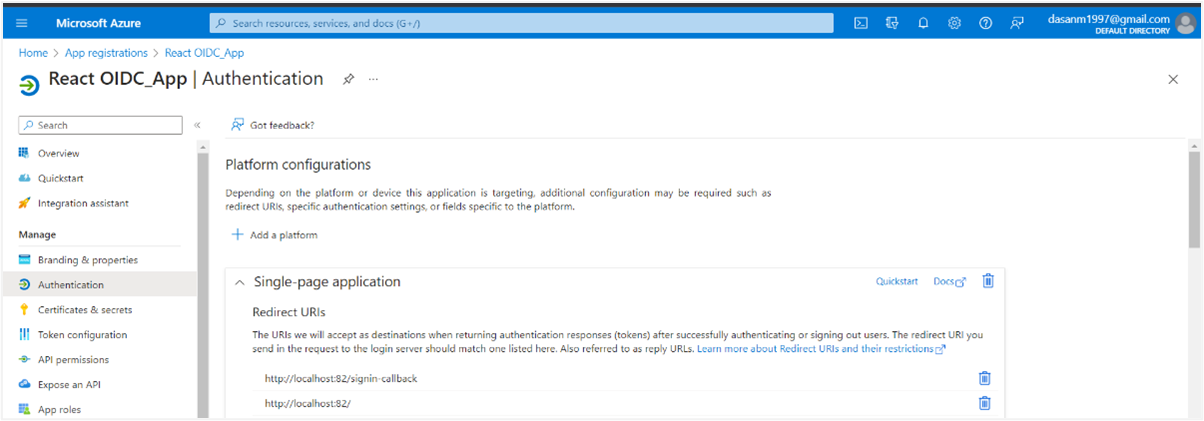 Microsoft Azure
Search resources, services, and docs (G+/)
dasanm1997@gmail.com
DEFAULT DIRECTORY
Home > App registrations > React OIDC_App
React OIDC_App | Authentication
Search
Got feedback?
Overview
Quickstart
Integration assistant
Manage
Branding & properties
Authentication
Certificates & secrets
Token configuration
API permissions
Expose an API
App roles
Platform configurations
Depending on the platform or device this application is targeting, additional configuration may be required such as
redirect URIs, specific authentication settings, or fields specific to the platform.
Add a platform
Single-page application
Quickstart
Docs
Redirect URIs
The URIs we will accept as destinations when returning authentication responses (tokens) after successfully authenticating or signing out users. The redirect URI you
send in the request to the login server should match one listed here. Also referred to as reply URLs. Learn more about Redirect URIs and their restrictions
http://localhost:82/signin-callback
http://localhost:82/